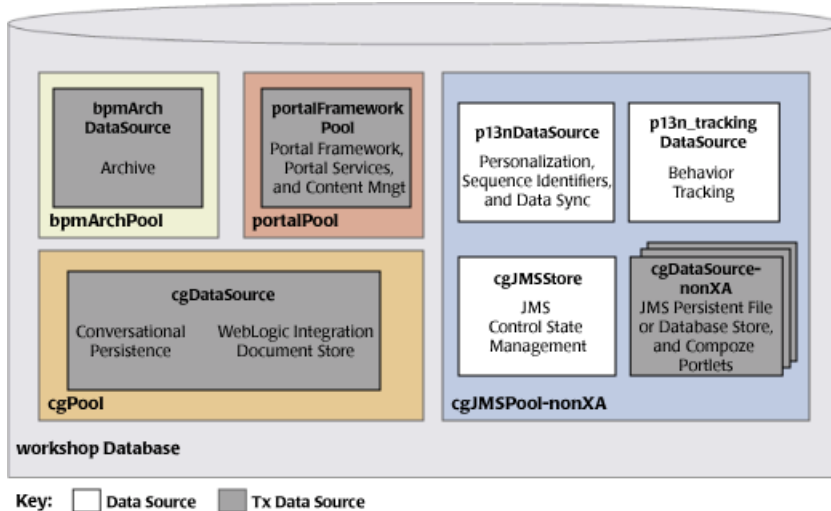 bpmArch
DataSource
Archive
bpmArchPool
portalFramework
Pool
Portal Framework,
Portal Services,
and Content Mngt
portalPool
p13nDataSource
Personalization,
Sequence Identifiers,
and Data Sync
p13n_tracking
DataSource
Behavior
Tracking
cgDataSource
Conversational
Persistence
WebLogic Integration
Document Store
cgPool
cgJMSStore
JMS
Control State
Management
cgDataSource-
nonXA
JMS Persistent File
or Database Store,
and Compoze
Portlets
cgJMSPool-nonXA
workshop Database
Key: Data Source Tx Data Source